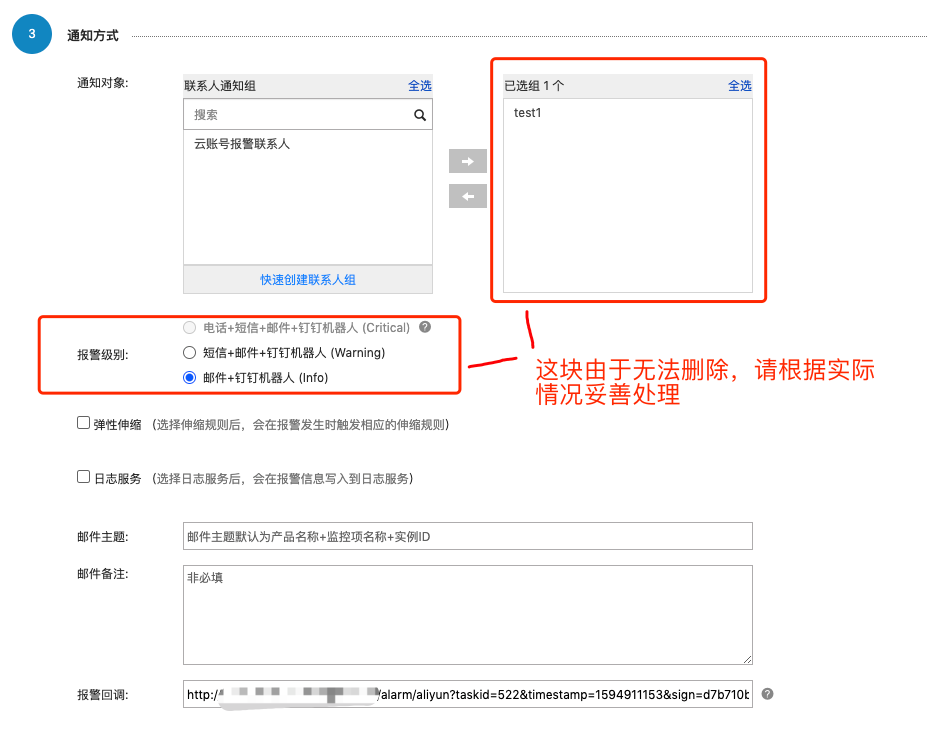 3 通知方式
通知对象:
联系人通知组 全选
搜索
云账号报警联系人
快速创建联系人组
已选组 1 个 全选
test1
报警级别:
电话+短信+邮件+钉钉机器人 (Critical) ?
短信+邮件+钉钉机器人 (Warning)
邮件+钉钉机器人 (Info)
这块由于无法删除，请根据实际
情况妥善处理
弹性伸缩 (选择伸缩规则后，会在报警发生时触发相应的伸缩规则)
日志服务 (选择日志服务后，会在报警信息写入到日志服务)
邮件主题: 邮件主题默认为产品名称+监控项名称+实例ID
邮件备注: 非必填
报警回调: http:/ /alarm/aliyun?taskid=522&timestamp=1594911153&sign=d7b710b ?